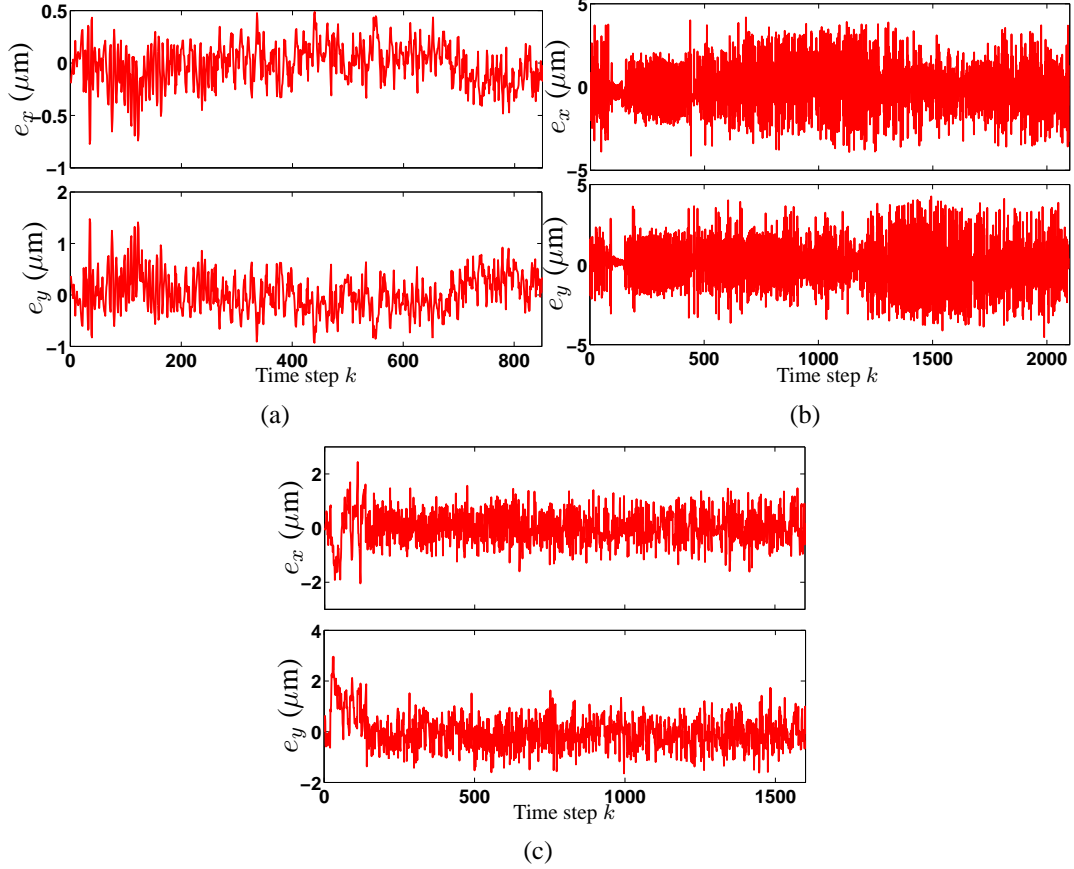 0.5
0
−0.5
−1
e_x (μm)
2
1
0
−1
e_y (μm)
0 200 400 600 800
Time step k
(a)
5
0
−5
e_x (μm)
5
0
−5
e_y (μm)
0 500 1000 1500 2000
Time step k
(b)
2
0
−2
e_x (μm)
4
2
0
−2
e_y (μm)
0 500 1000 1500
Time step k
(c)